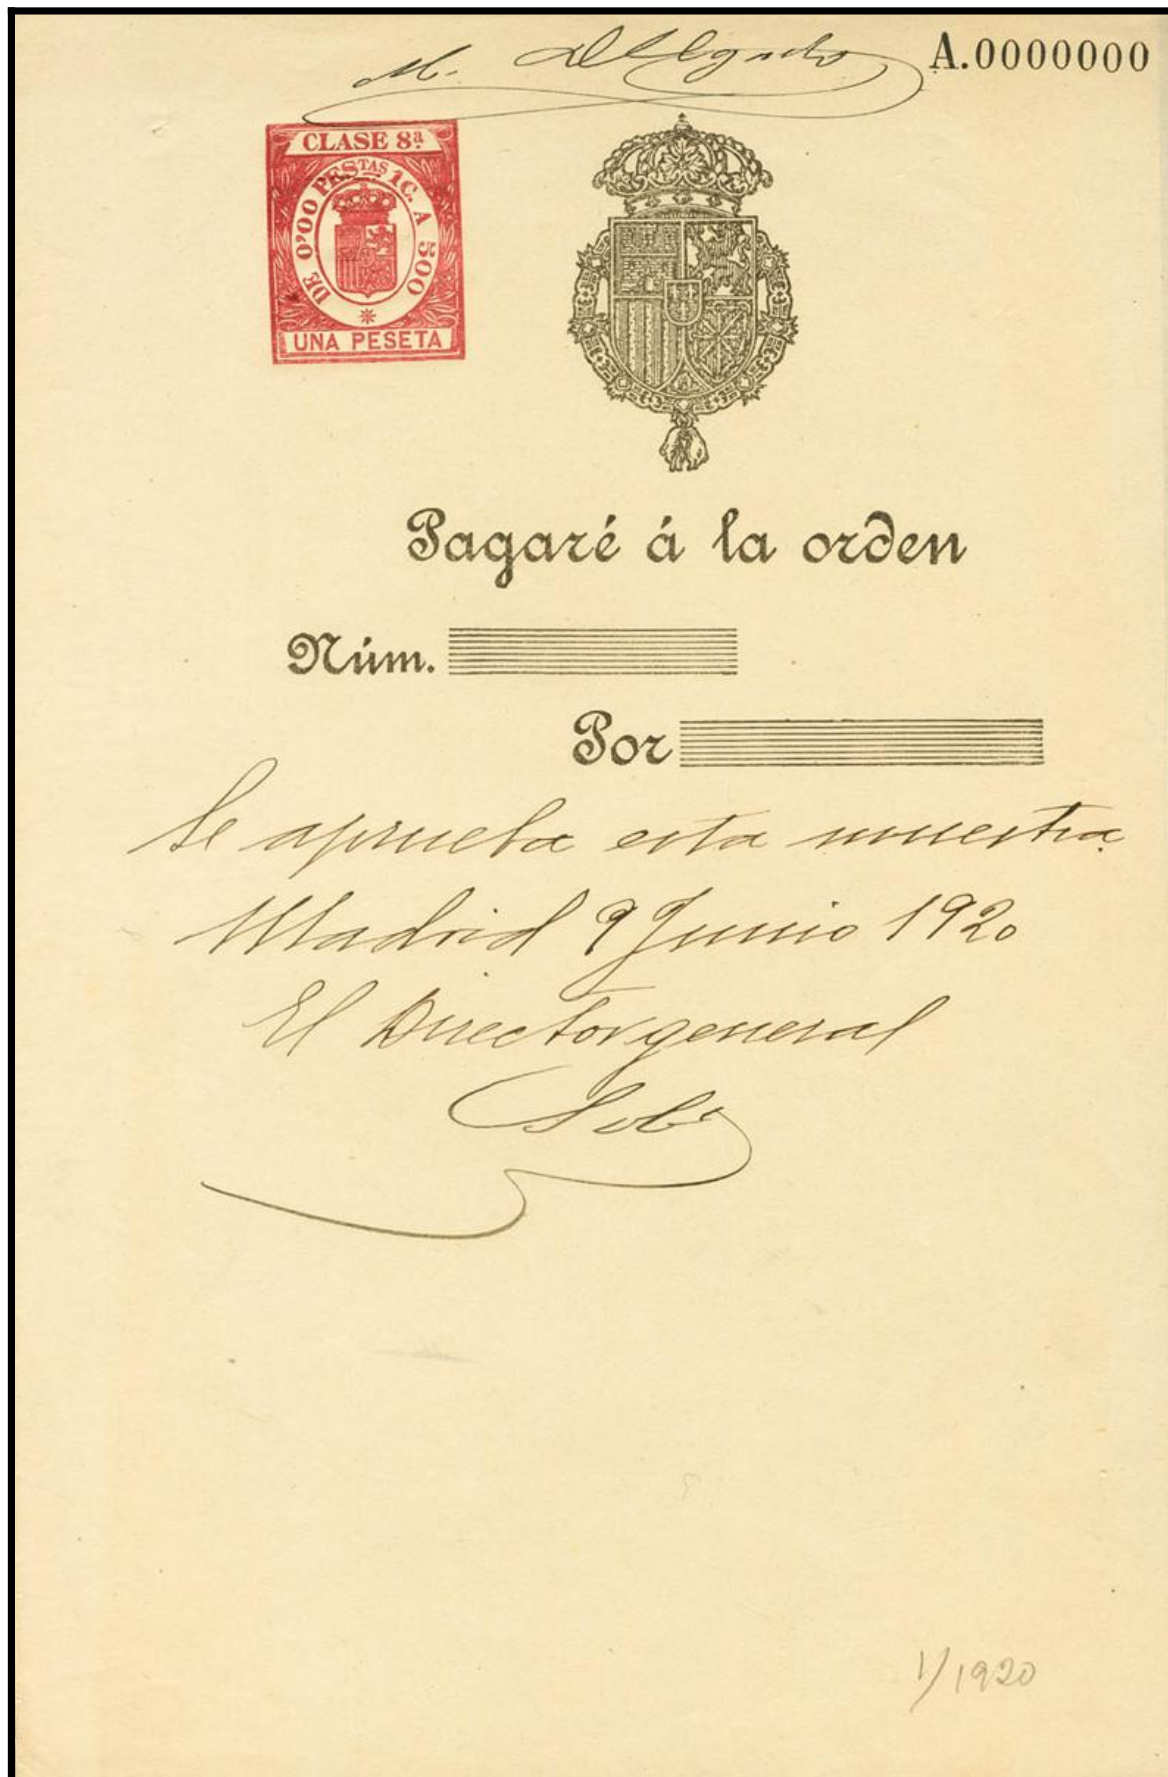 M. Delgado
A.0000000
CLASE 8ª
DE 0'00 PESTAS 1C. A 500
UNA PESETA
Pagaré á la orden
Núm.
Por
Se aprueba esta muestra
Madrid 9 Junio 1920
El Director general
1/1920